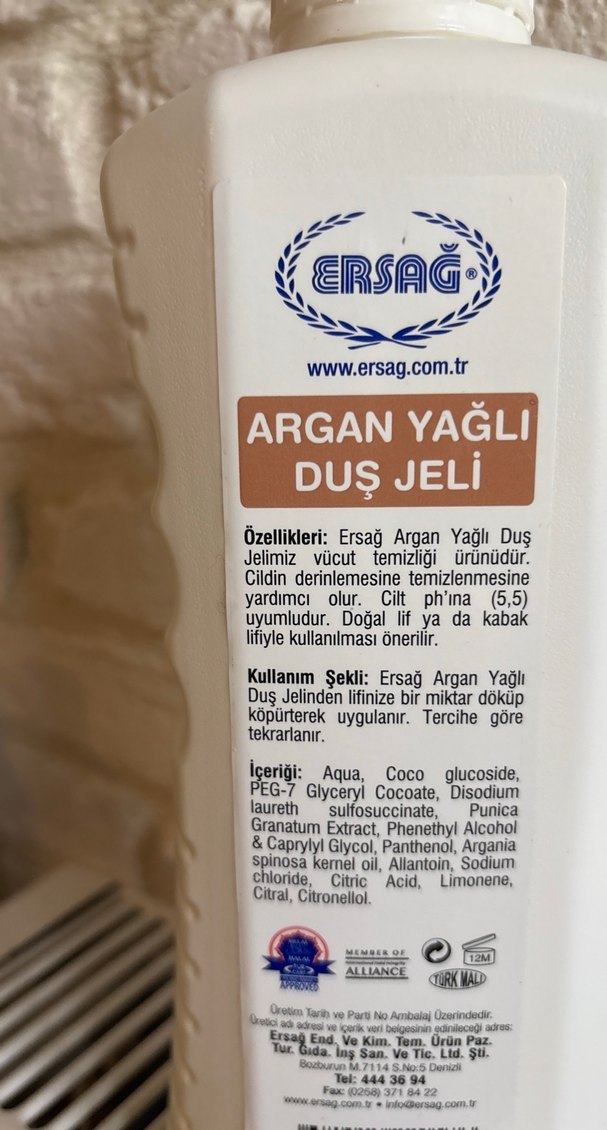 ERSAĞ®
www.ersag.com.tr
ARGAN YAĞLI
DUŞ JELİ
Özellikleri: Ersağ Argan Yağlı Duş
Jelimiz vücut temizliği ürünüdür.
Cildin derinlemesine temizlenmesine
yardımcı olur. Cilt ph'ına (5,5)
uyumludur. Doğal lif ya da kabak
lifiyle kullanılması önerilir.
Kullanım Şekli: Ersağ Argan Yağlı
Duş Jelinden lifinize bir miktar döküp
köpürterek uygulanır. Tercihe göre
tekrarlanır.
İçeriği: Aqua, Coco glucoside,
PEG-7 Glyceryl Cocoate, Disodium
laureth sulfosuccinate, Punica
Granatum Extract, Phenethyl Alcohol
& Caprylyl Glycol, Panthenol, Argania
spinosa kernel oil, Allantoin, Sodium
chloride, Citric Acid, Limonene,
Citral, Citronellol.
APPROVED
MEMBER OF
International Halal Integrity
ALLIANCE
12M
TÜRK MALI
Üretim Tarih ve Parti No Ambalaj Üzerindedir.
Üretici adı adresi ve içerik veri belgesinin edinileceği adres:
Ersağ End. Ve Kim. Tem. Ürün Paz.
Tur. Gıda. İnş San. Ve Tic. Ltd. Şti.
Bozburun M.7114 S.No:5 Denizli
Tel: 444 36 94
Fax: (0258) 371 84 22
www.ersag.com.tr • info@ersag.com.tr